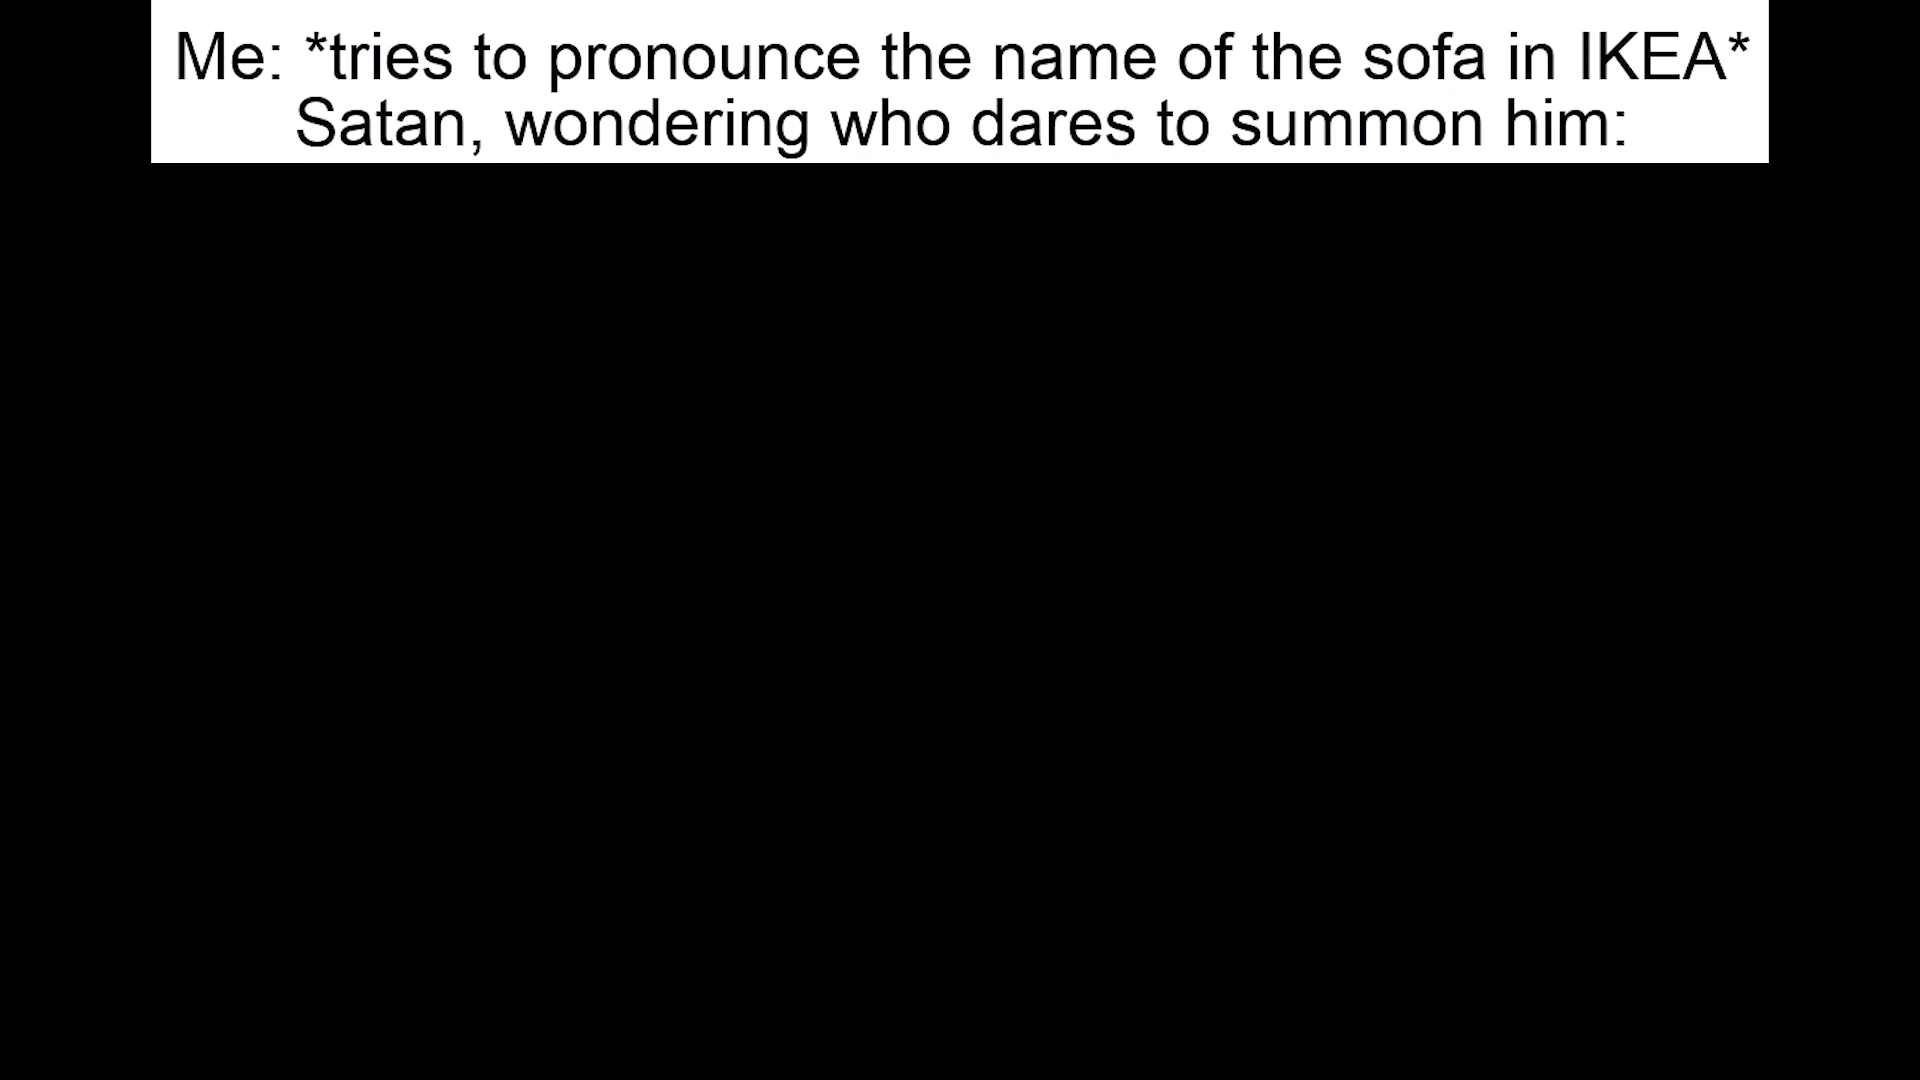 Me: *tries to pronounce the name of the sofa in IKEA*
Satan, wondering who dares to summon him: